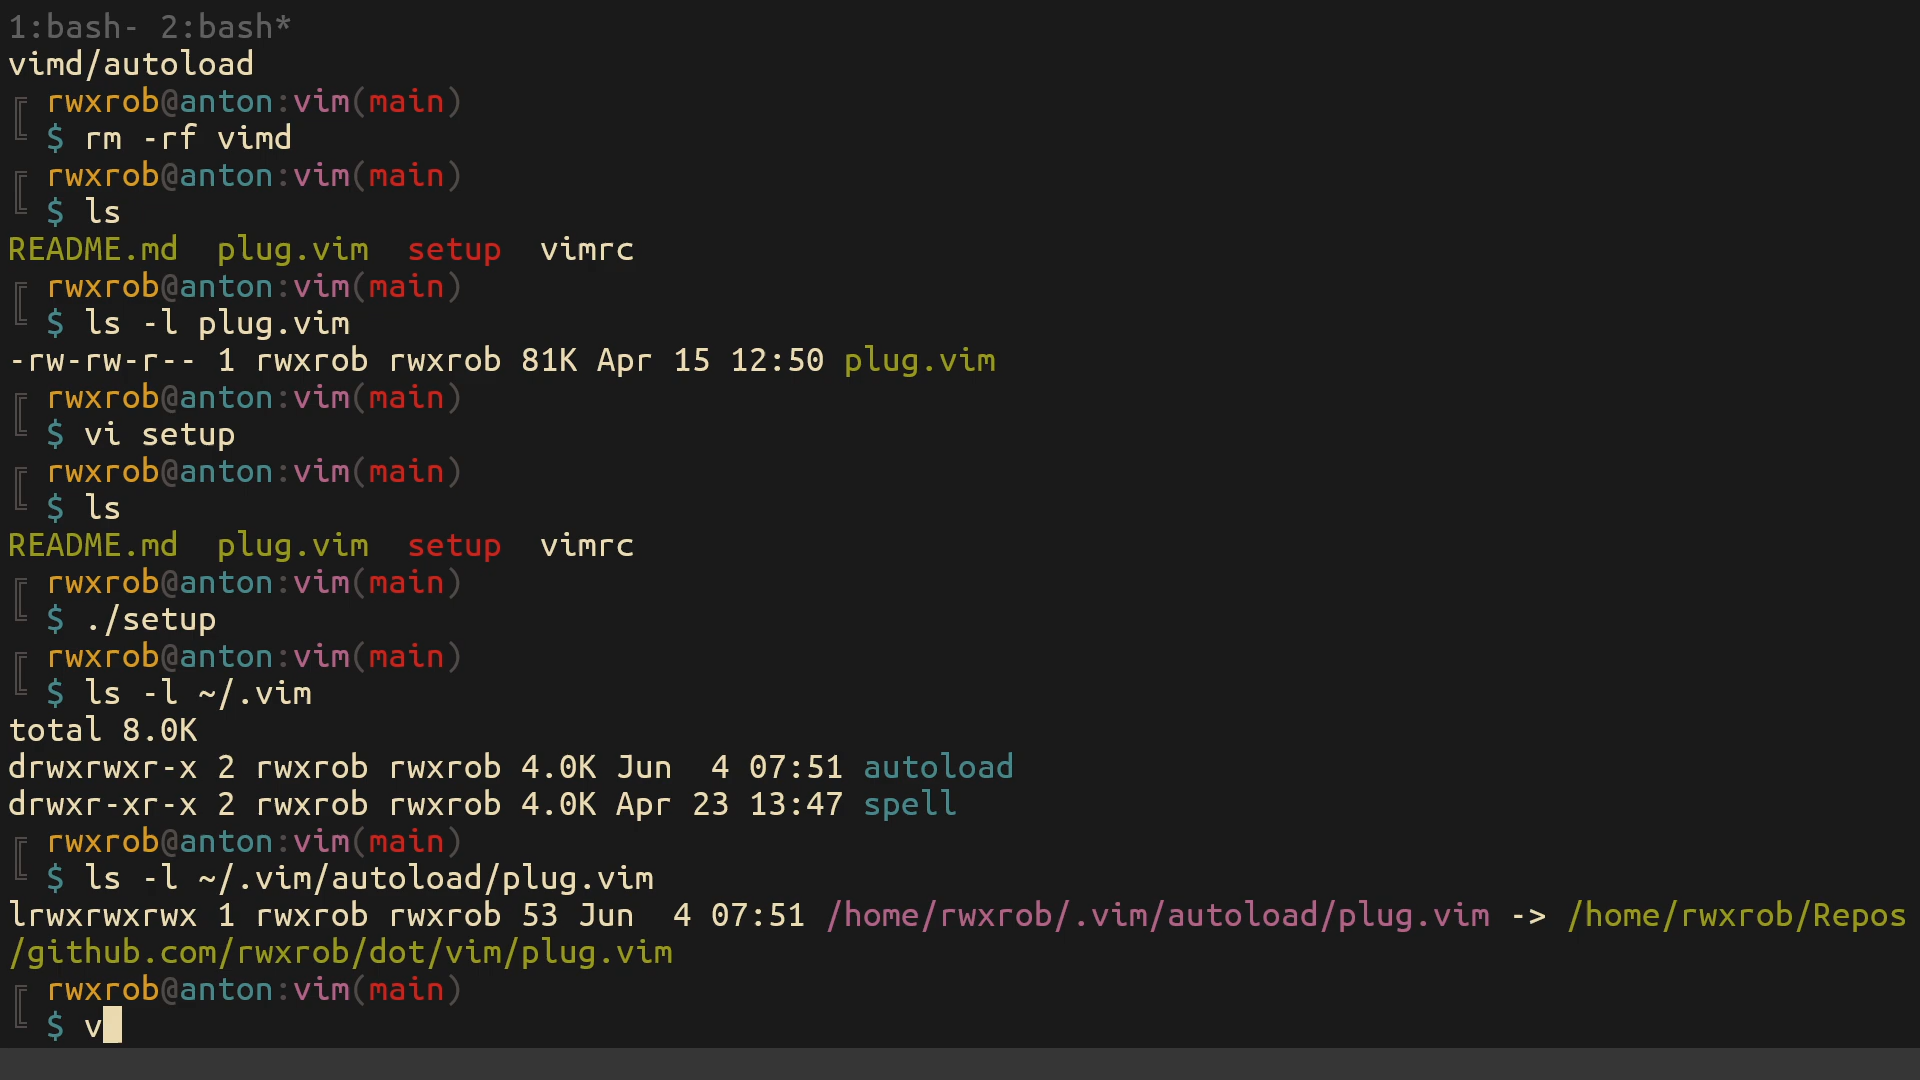 1:bash- 2:bash*
vimd/autoload
╔ rwxrob@anton:vim(main)
╚ $ rm -rf vimd
╔ rwxrob@anton:vim(main)
╚ $ ls
README.md  plug.vim  setup  vimrc
╔ rwxrob@anton:vim(main)
╚ $ ls -l plug.vim
-rw-rw-r-- 1 rwxrob rwxrob 81K Apr 15 12:50 plug.vim
╔ rwxrob@anton:vim(main)
╚ $ vi setup
╔ rwxrob@anton:vim(main)
╚ $ ls
README.md  plug.vim  setup  vimrc
╔ rwxrob@anton:vim(main)
╚ $ ./setup
╔ rwxrob@anton:vim(main)
╚ $ ls -l ~/.vim
total 8.0K
drwxrwxr-x 2 rwxrob rwxrob 4.0K Jun  4 07:51 autoload
drwxr-xr-x 2 rwxrob rwxrob 4.0K Apr 23 13:47 spell
╔ rwxrob@anton:vim(main)
╚ $ ls -l ~/.vim/autoload/plug.vim
lrwxrwxrwx 1 rwxrob rwxrob 53 Jun  4 07:51 /home/rwxrob/.vim/autoload/plug.vim -> /home/rwxrob/Repos
/github.com/rwxrob/dot/vim/plug.vim
╔ rwxrob@anton:vim(main)
╚ $ v